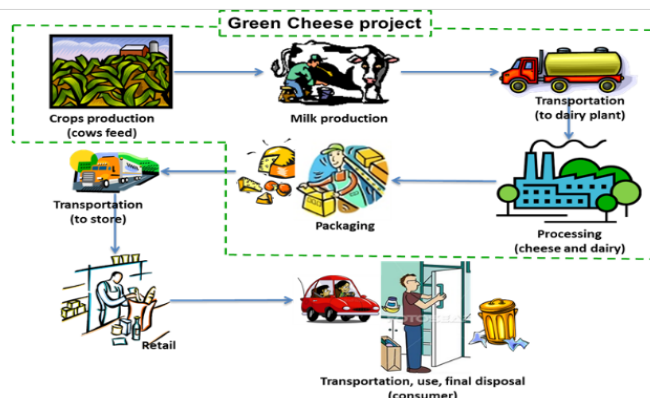 Green Cheese project
Crops production
(cows feed)
Milk production
Transportation
(to dairy plant)
Transportation
(to store)
Packaging
Processing
(cheese and dairy)
Retail
Transportation, use, final disposal
(consumer)